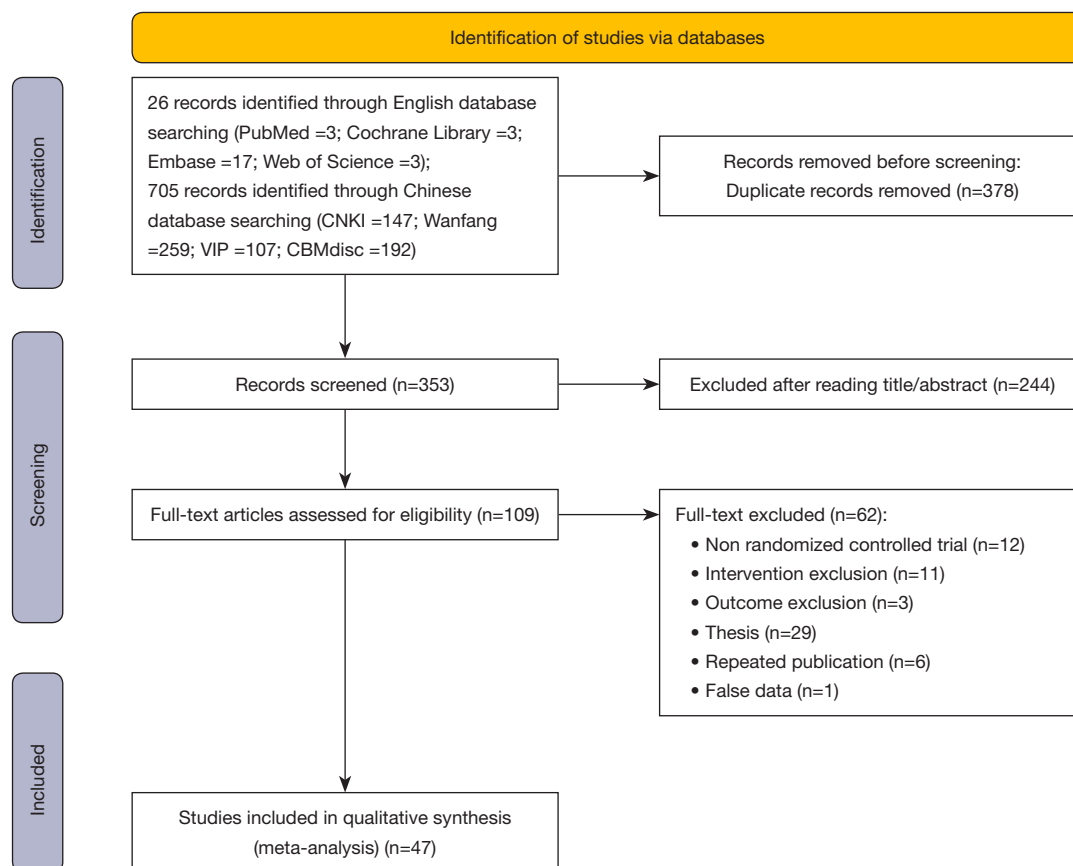 Identification of studies via databases
Identification
26 records identified through English database
searching (PubMed =3; Cochrane Library =3;
Embase =17; Web of Science =3);
705 records identified through Chinese
database searching (CNKI =147; Wanfang
=259; VIP =107; CBMdisc =192)
Records removed before screening:
Duplicate records removed (n=378)
Screening
Records screened (n=353)
Excluded after reading title/abstract (n=244)
Full-text articles assessed for eligibility (n=109)
Full-text excluded (n=62):
• Non randomized controlled trial (n=12)
• Intervention exclusion (n=11)
• Outcome exclusion (n=3)
• Thesis (n=29)
• Repeated publication (n=6)
• False data (n=1)
Included
Studies included in qualitative synthesis
(meta-analysis) (n=47)